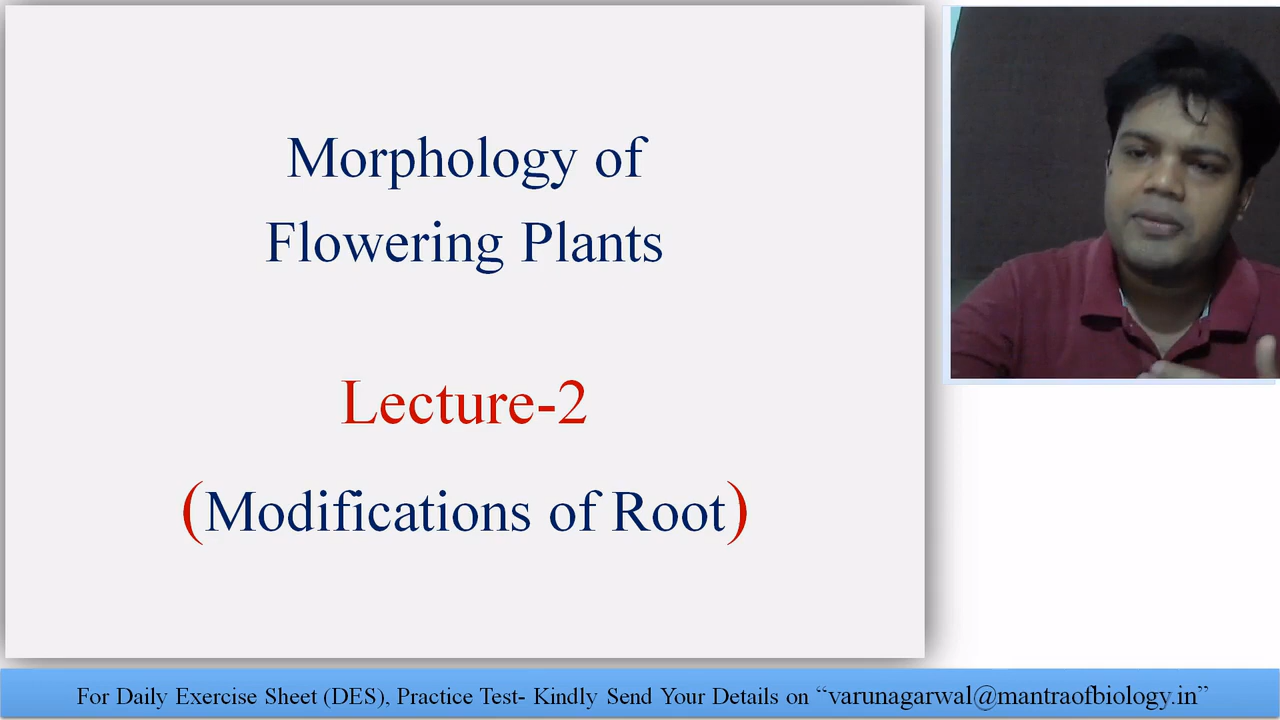 Morphology of
Flowering Plants
Lecture-2
(Modifications of Root)
For Daily Exercise Sheet (DES), Practice Test- Kindly Send Your Details on “varunagarwal@mantraofbiology.in”